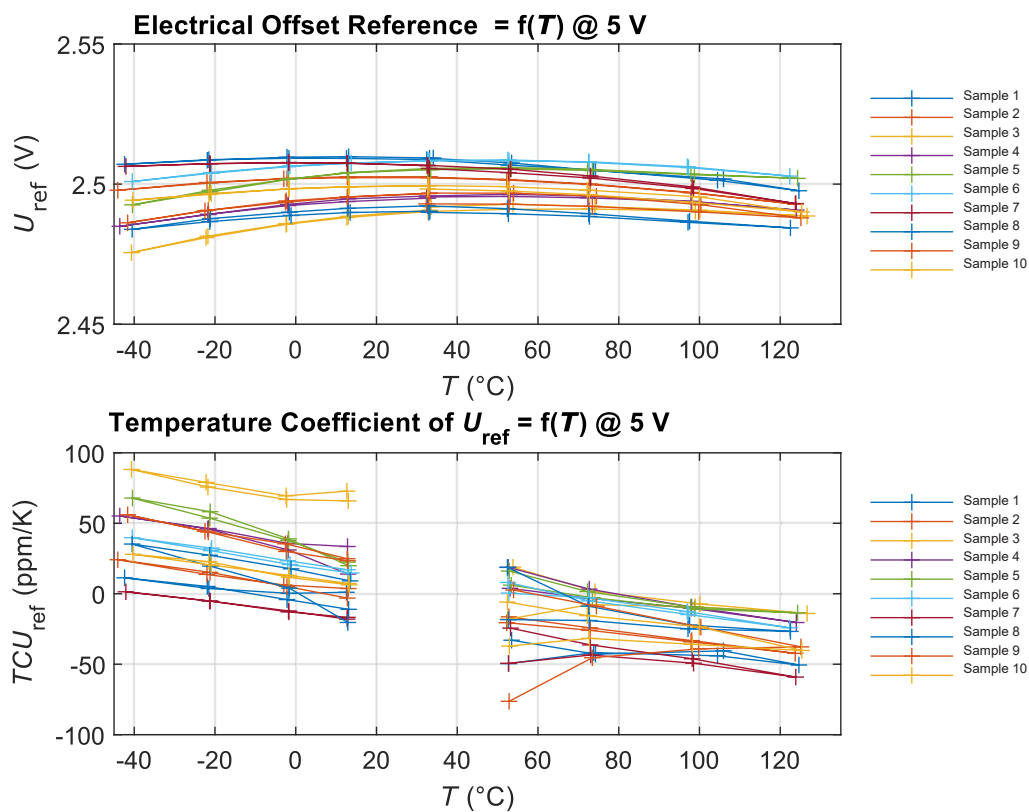 Electrical Offset Reference = f(T) @ 5 V
2.55
2.5
2.45
U_ref (V)
-40 -20 0 20 40 60 80 100 120
T (°C)
Sample 1
Sample 2
Sample 3
Sample 4
Sample 5
Sample 6
Sample 7
Sample 8
Sample 9
Sample 10
Temperature Coefficient of U_ref = f(T) @ 5 V
100
50
0
-50
-100
TCU_ref (ppm/K)
-40 -20 0 20 40 60 80 100 120
T (°C)
Sample 1
Sample 2
Sample 3
Sample 4
Sample 5
Sample 6
Sample 7
Sample 8
Sample 9
Sample 10